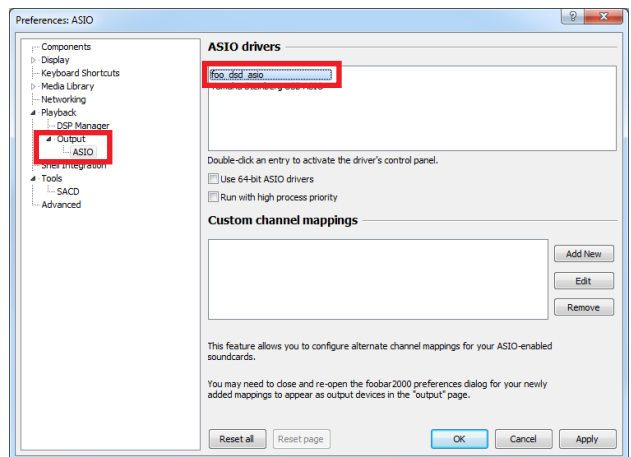 Preferences: ASIO
Components
Display
Keyboard Shortcuts
Media Library
Networking
Playback
DSP Manager
Output
ASIO
Shell Integration
Tools
SACD
Advanced
ASIO drivers
foo_dsd_asio
Yamaha Steinberg USB ASIO
Double-click an entry to activate the driver's control panel.
Use 64-bit ASIO drivers
Run with high process priority
Custom channel mappings
Add New
Edit
Remove
This feature allows you to configure alternate channel mappings for your ASIO-enabled
soundcards.
You may need to close and re-open the foobar2000 preferences dialog for your newly
added mappings to appear as output devices in the "output" page.
Reset all
Reset page
OK
Cancel
Apply